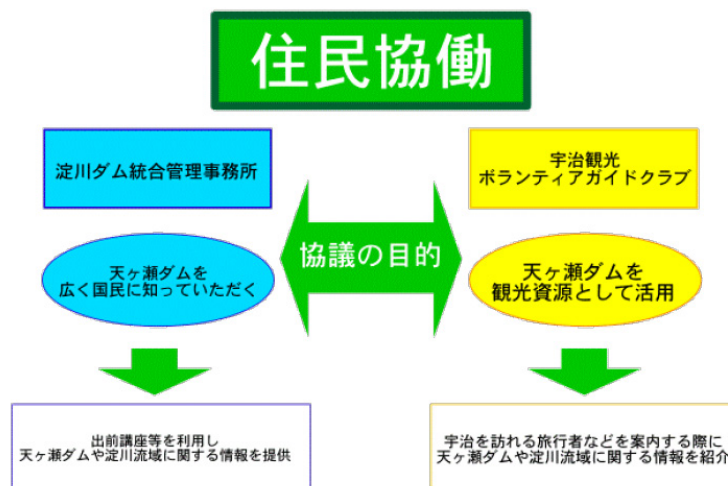 住民協働
淀川ダム統合管理事務所
宇治観光
ボランティアガイドクラブ
協議の目的
天ヶ瀬ダムを
広く国民に知っていただく
天ヶ瀬ダムを
観光資源として活用
出前講座等を利用し
天ヶ瀬ダムや淀川流域に関する情報を提供
宇治を訪れる旅行者などを案内する際に
天ヶ瀬ダムや淀川流域に関する情報を紹介